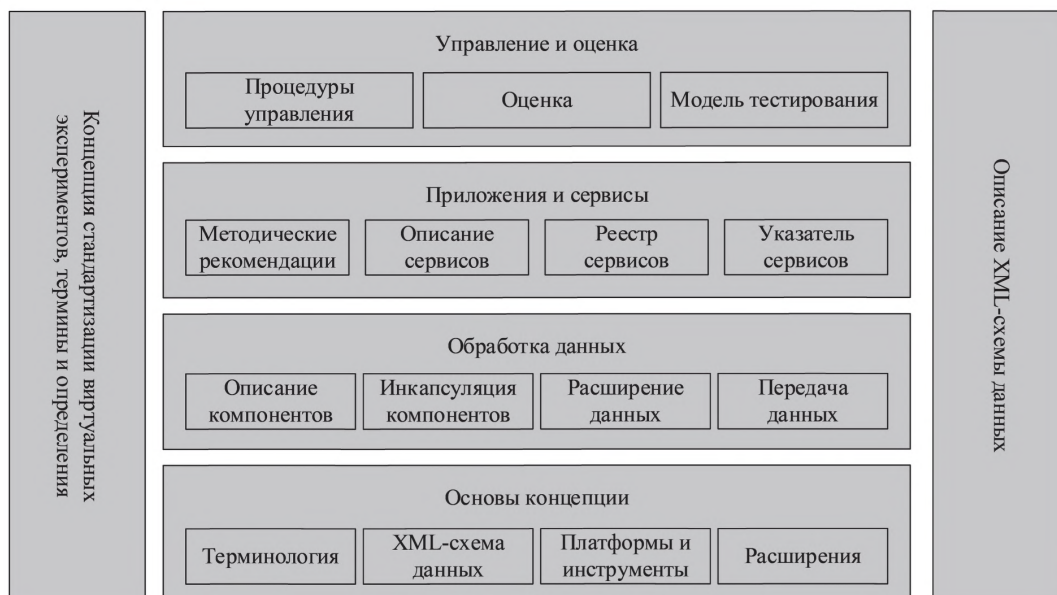 Концепция стандартизации виртуальных
экспериментов, термины и определения
Управление и оценка
Процедуры
управления
Оценка
Модель тестирования
Приложения и сервисы
Методические
рекомендации
Описание
сервисов
Реестр
сервисов
Указатель
сервисов
Обработка данных
Описание
компонентов
Инкапсуляция
компонентов
Расширение
данных
Передача
данных
Основы концепции
Терминология
XML-схема
данных
Платформы и
инструменты
Расширения
Описание XML-схемы данных